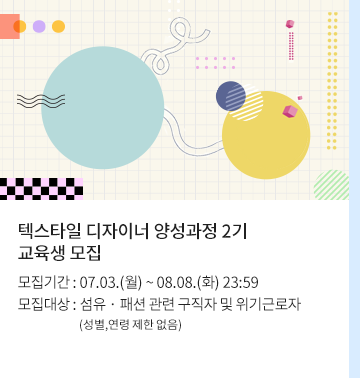 텍스타일 디자이너 양성과정 2기
교육생 모집
모집기간 : 07.03.(월) ~ 08.08.(화) 23:59
모집대상 : 섬유 · 패션 관련 구직자 및 위기근로자
(성별,연령 제한 없음)